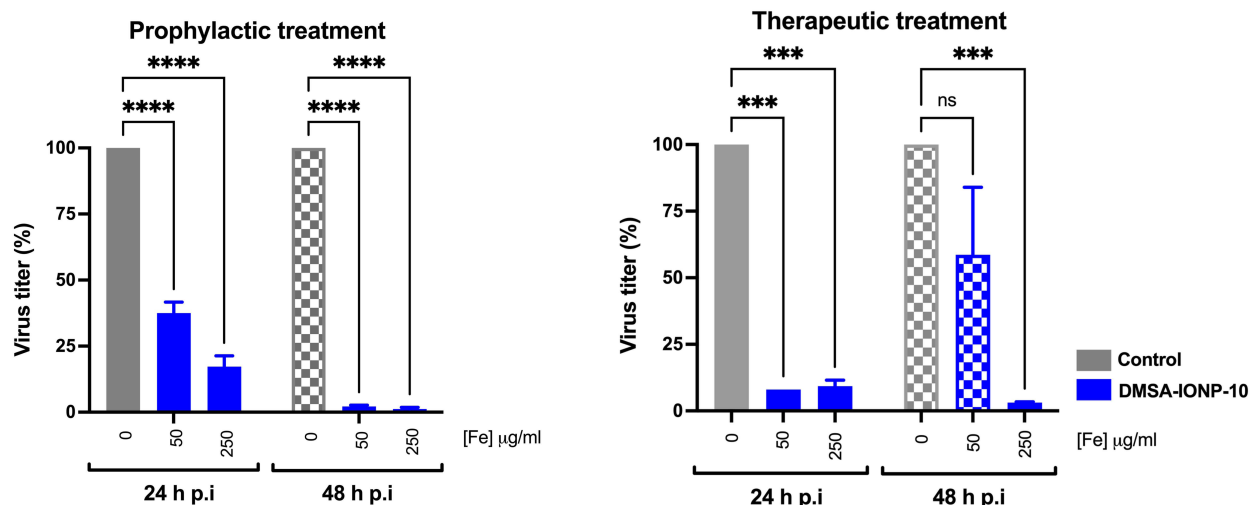 Prophylactic treatment
**** ****
**** ****
Virus titer (%)
100
75
50
25
0
0 50 250 0 50 250 [Fe] μg/ml
24 h p.i 48 h p.i
Therapeutic treatment
*** ***
*** ns
Virus titer (%)
100
75
50
25
0
0 50 250 0 50 250 [Fe] μg/ml
24 h p.i 48 h p.i
Control
DMSA-IONP-10